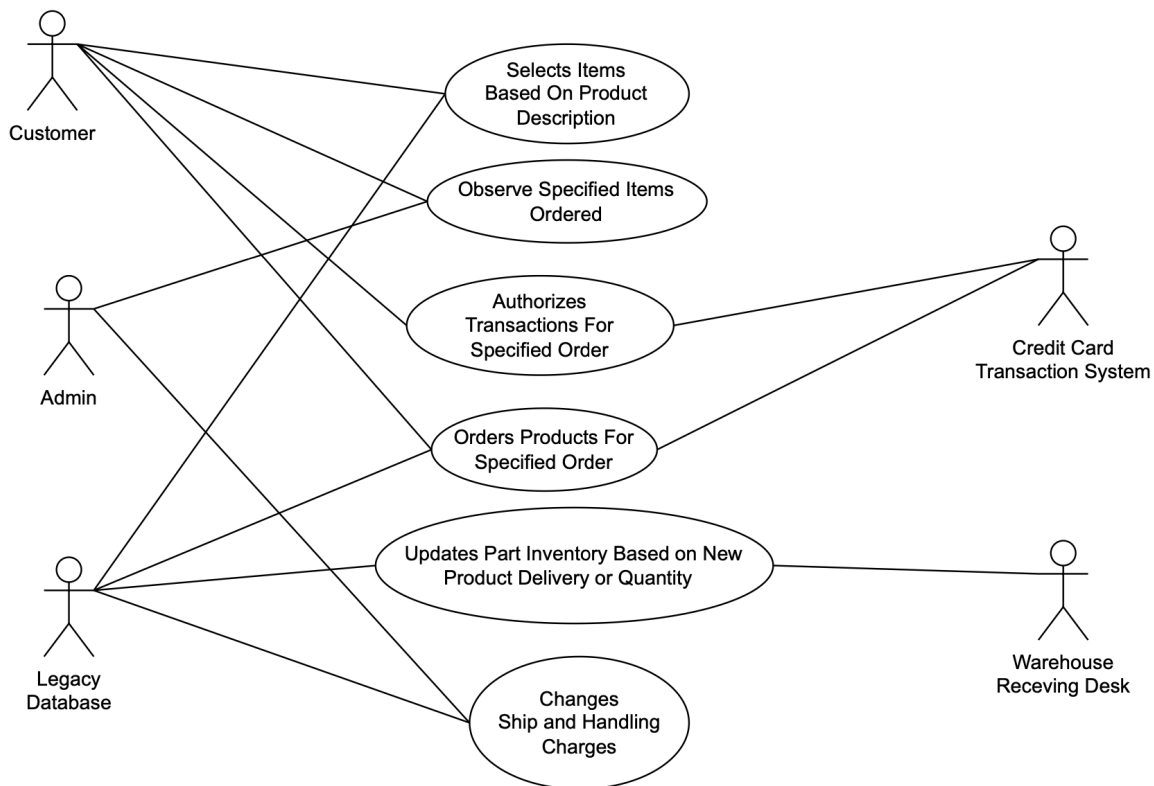 Customer
Selects Items
Based On Product
Description
Observe Specified Items
Ordered
Admin
Authorizes
Transactions For
Specified Order
Credit Card
Transaction System
Orders Products For
Specified Order
Updates Part Inventory Based on New
Product Delivery or Quantity
Legacy
Database
Warehouse
Receving Desk
Changes
Ship and Handling
Charges